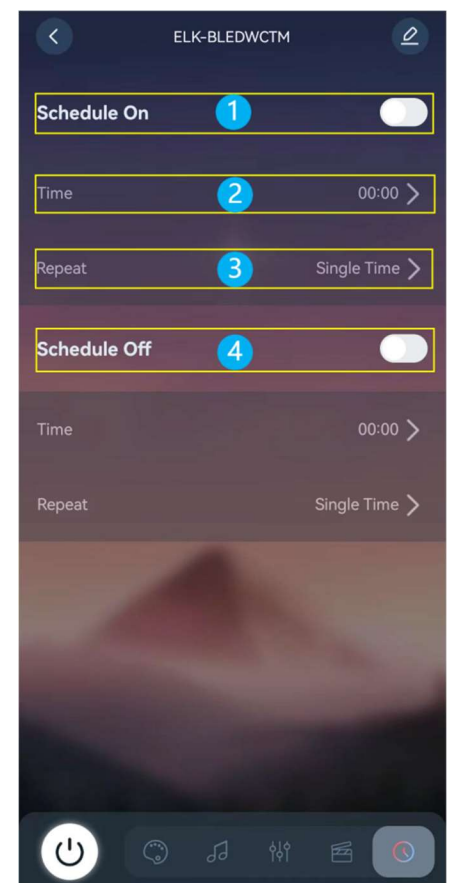 ELK-BLEDWCTM
Schedule On 1
Time 2 00:00
Repeat 3 Single Time
Schedule Off 4
Time 00:00
Repeat Single Time